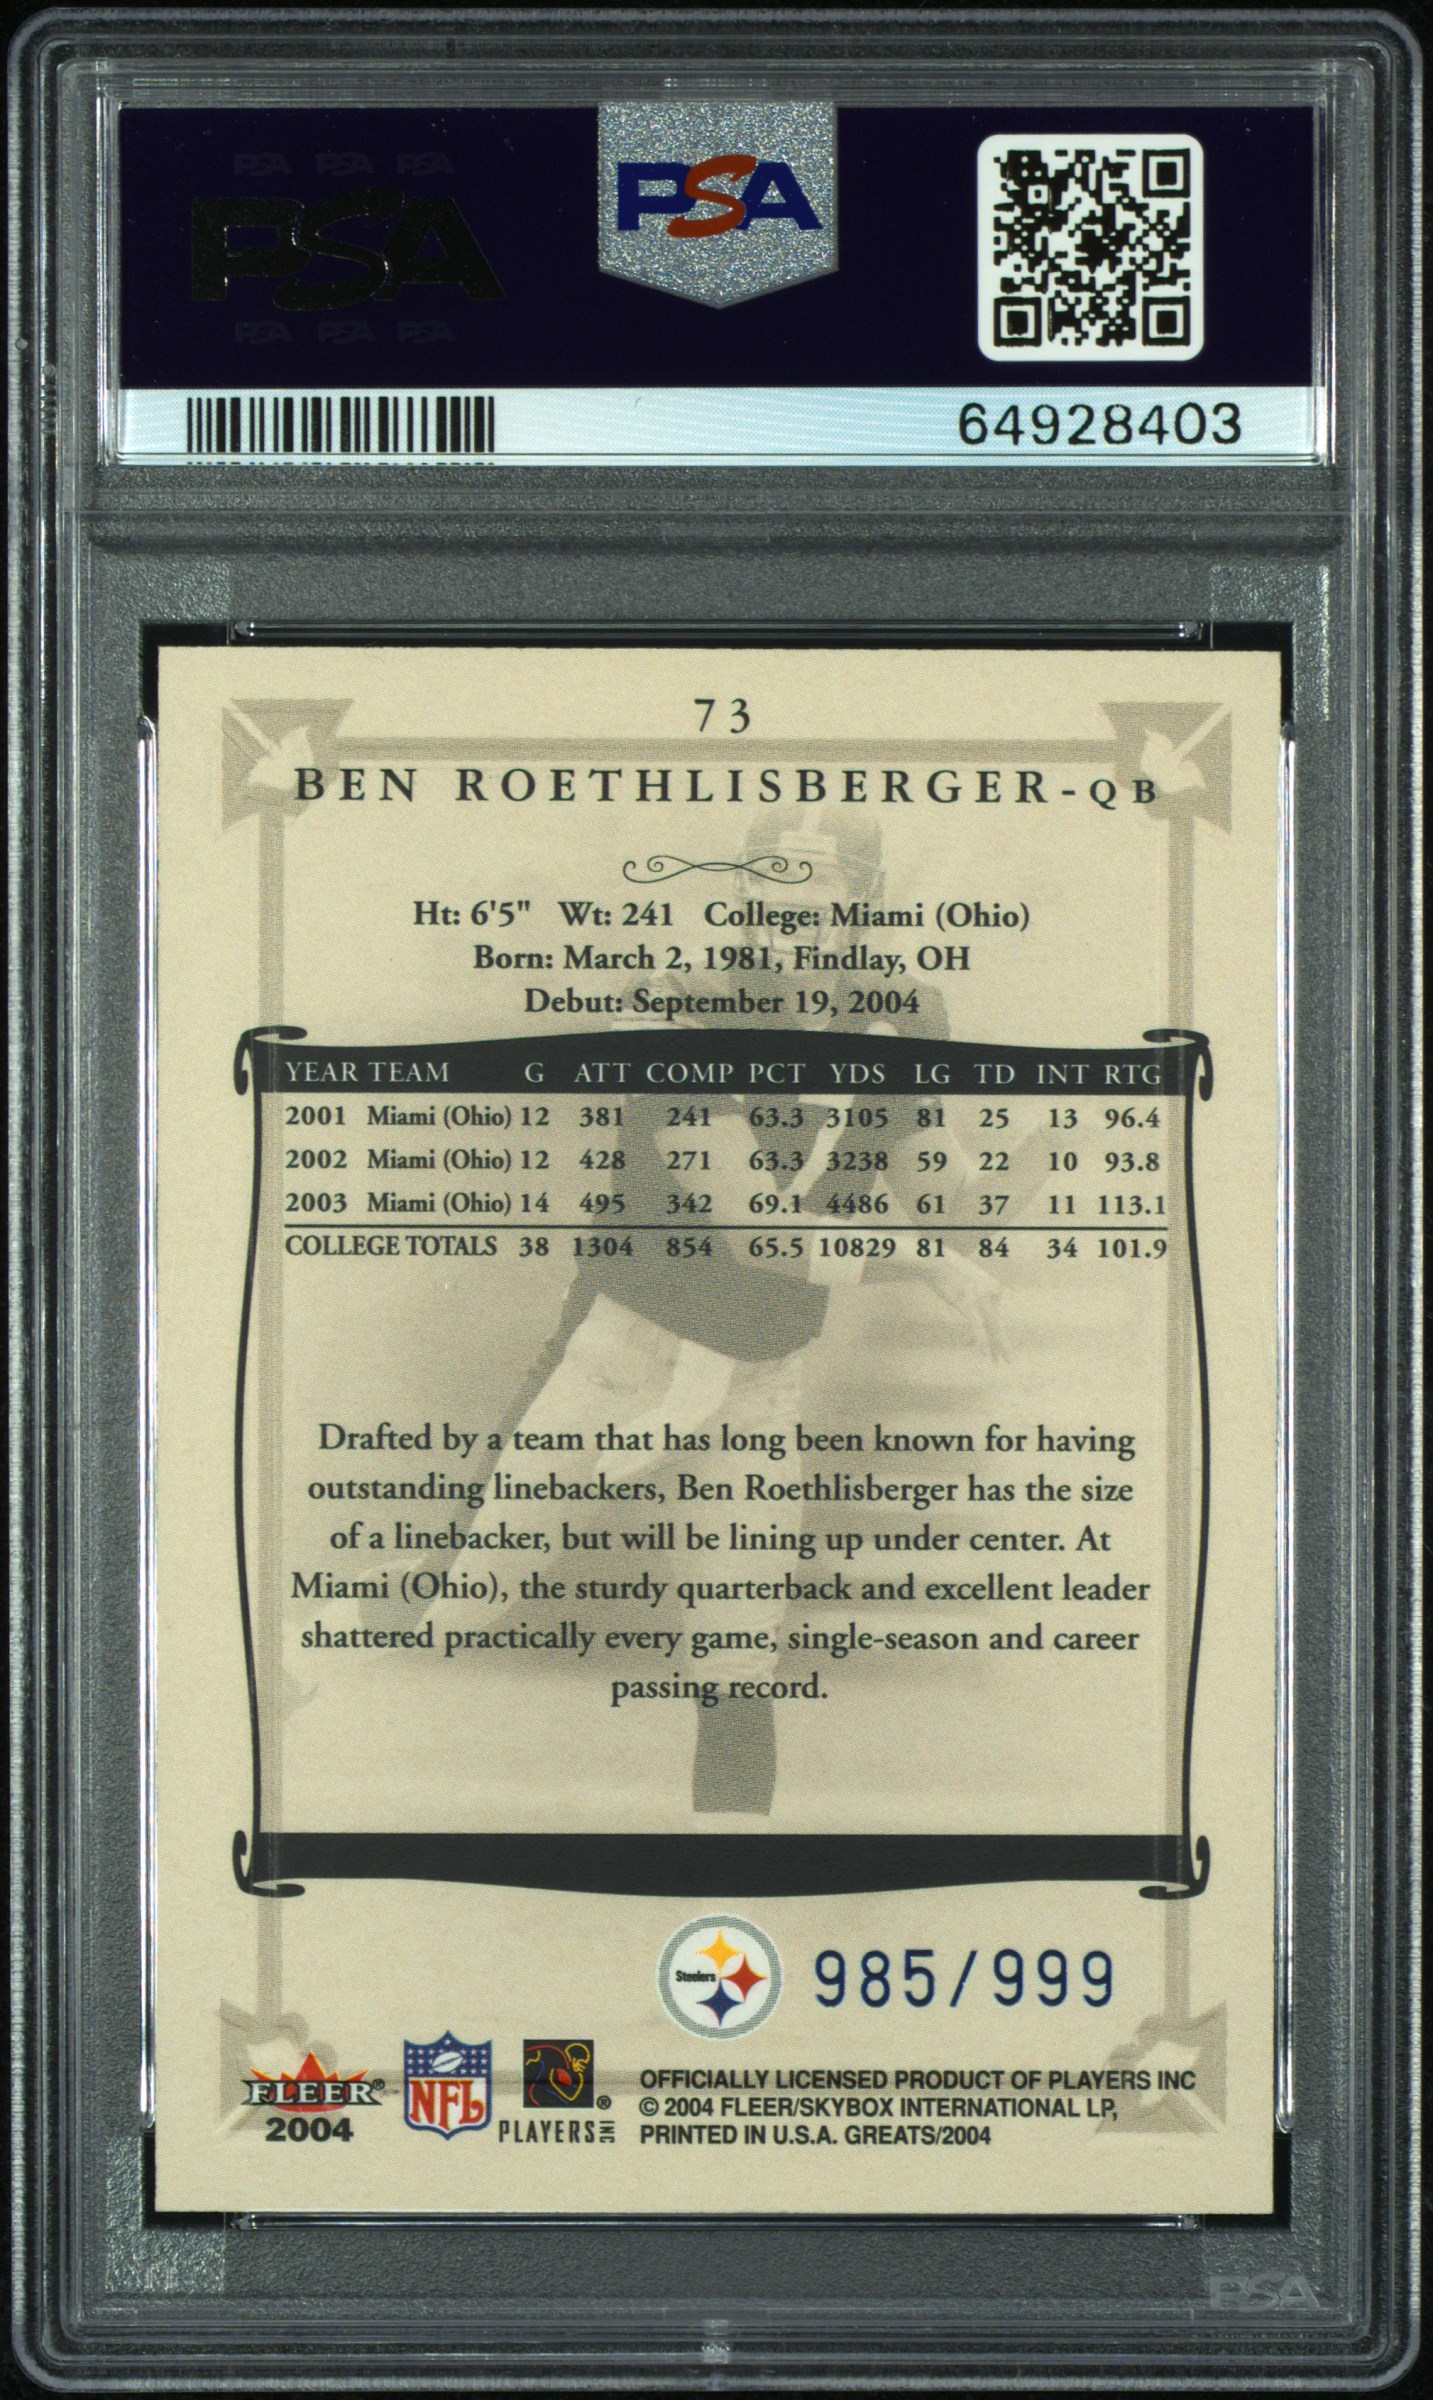 PSA PSA PSA
PSA
PSA PSA PSA
PSA
64928403
73
BEN ROETHLISBERGER-QB
Ht: 6'5" Wt: 241 College: Miami (Ohio)
Born: March 2, 1981, Findlay, OH
Debut: September 19, 2004
YEAR TEAM G ATT COMP PCT YDS LG TD INT RTG
2001 Miami (Ohio) 12 381 241 63.3 3105 81 25 13 96.4
2002 Miami (Ohio) 12 428 271 63.3 3238 59 22 10 93.8
2003 Miami (Ohio) 14 495 342 69.1 4486 61 37 11 113.1
COLLEGE TOTALS 38 1304 854 65.5 10829 81 84 34 101.9
Drafted by a team that has long been known for having
outstanding linebackers, Ben Roethlisberger has the size
of a linebacker, but will be lining up under center. At
Miami (Ohio), the sturdy quarterback and excellent leader
shattered practically every game, single-season and career
passing record.
Steelers
985/999
FLEER®
2004
NFL
®
PLAYERS INC
OFFICIALLY LICENSED PRODUCT OF PLAYERS INC
© 2004 FLEER/SKYBOX INTERNATIONAL LP,
PRINTED IN U.S.A. GREATS/2004
PSA